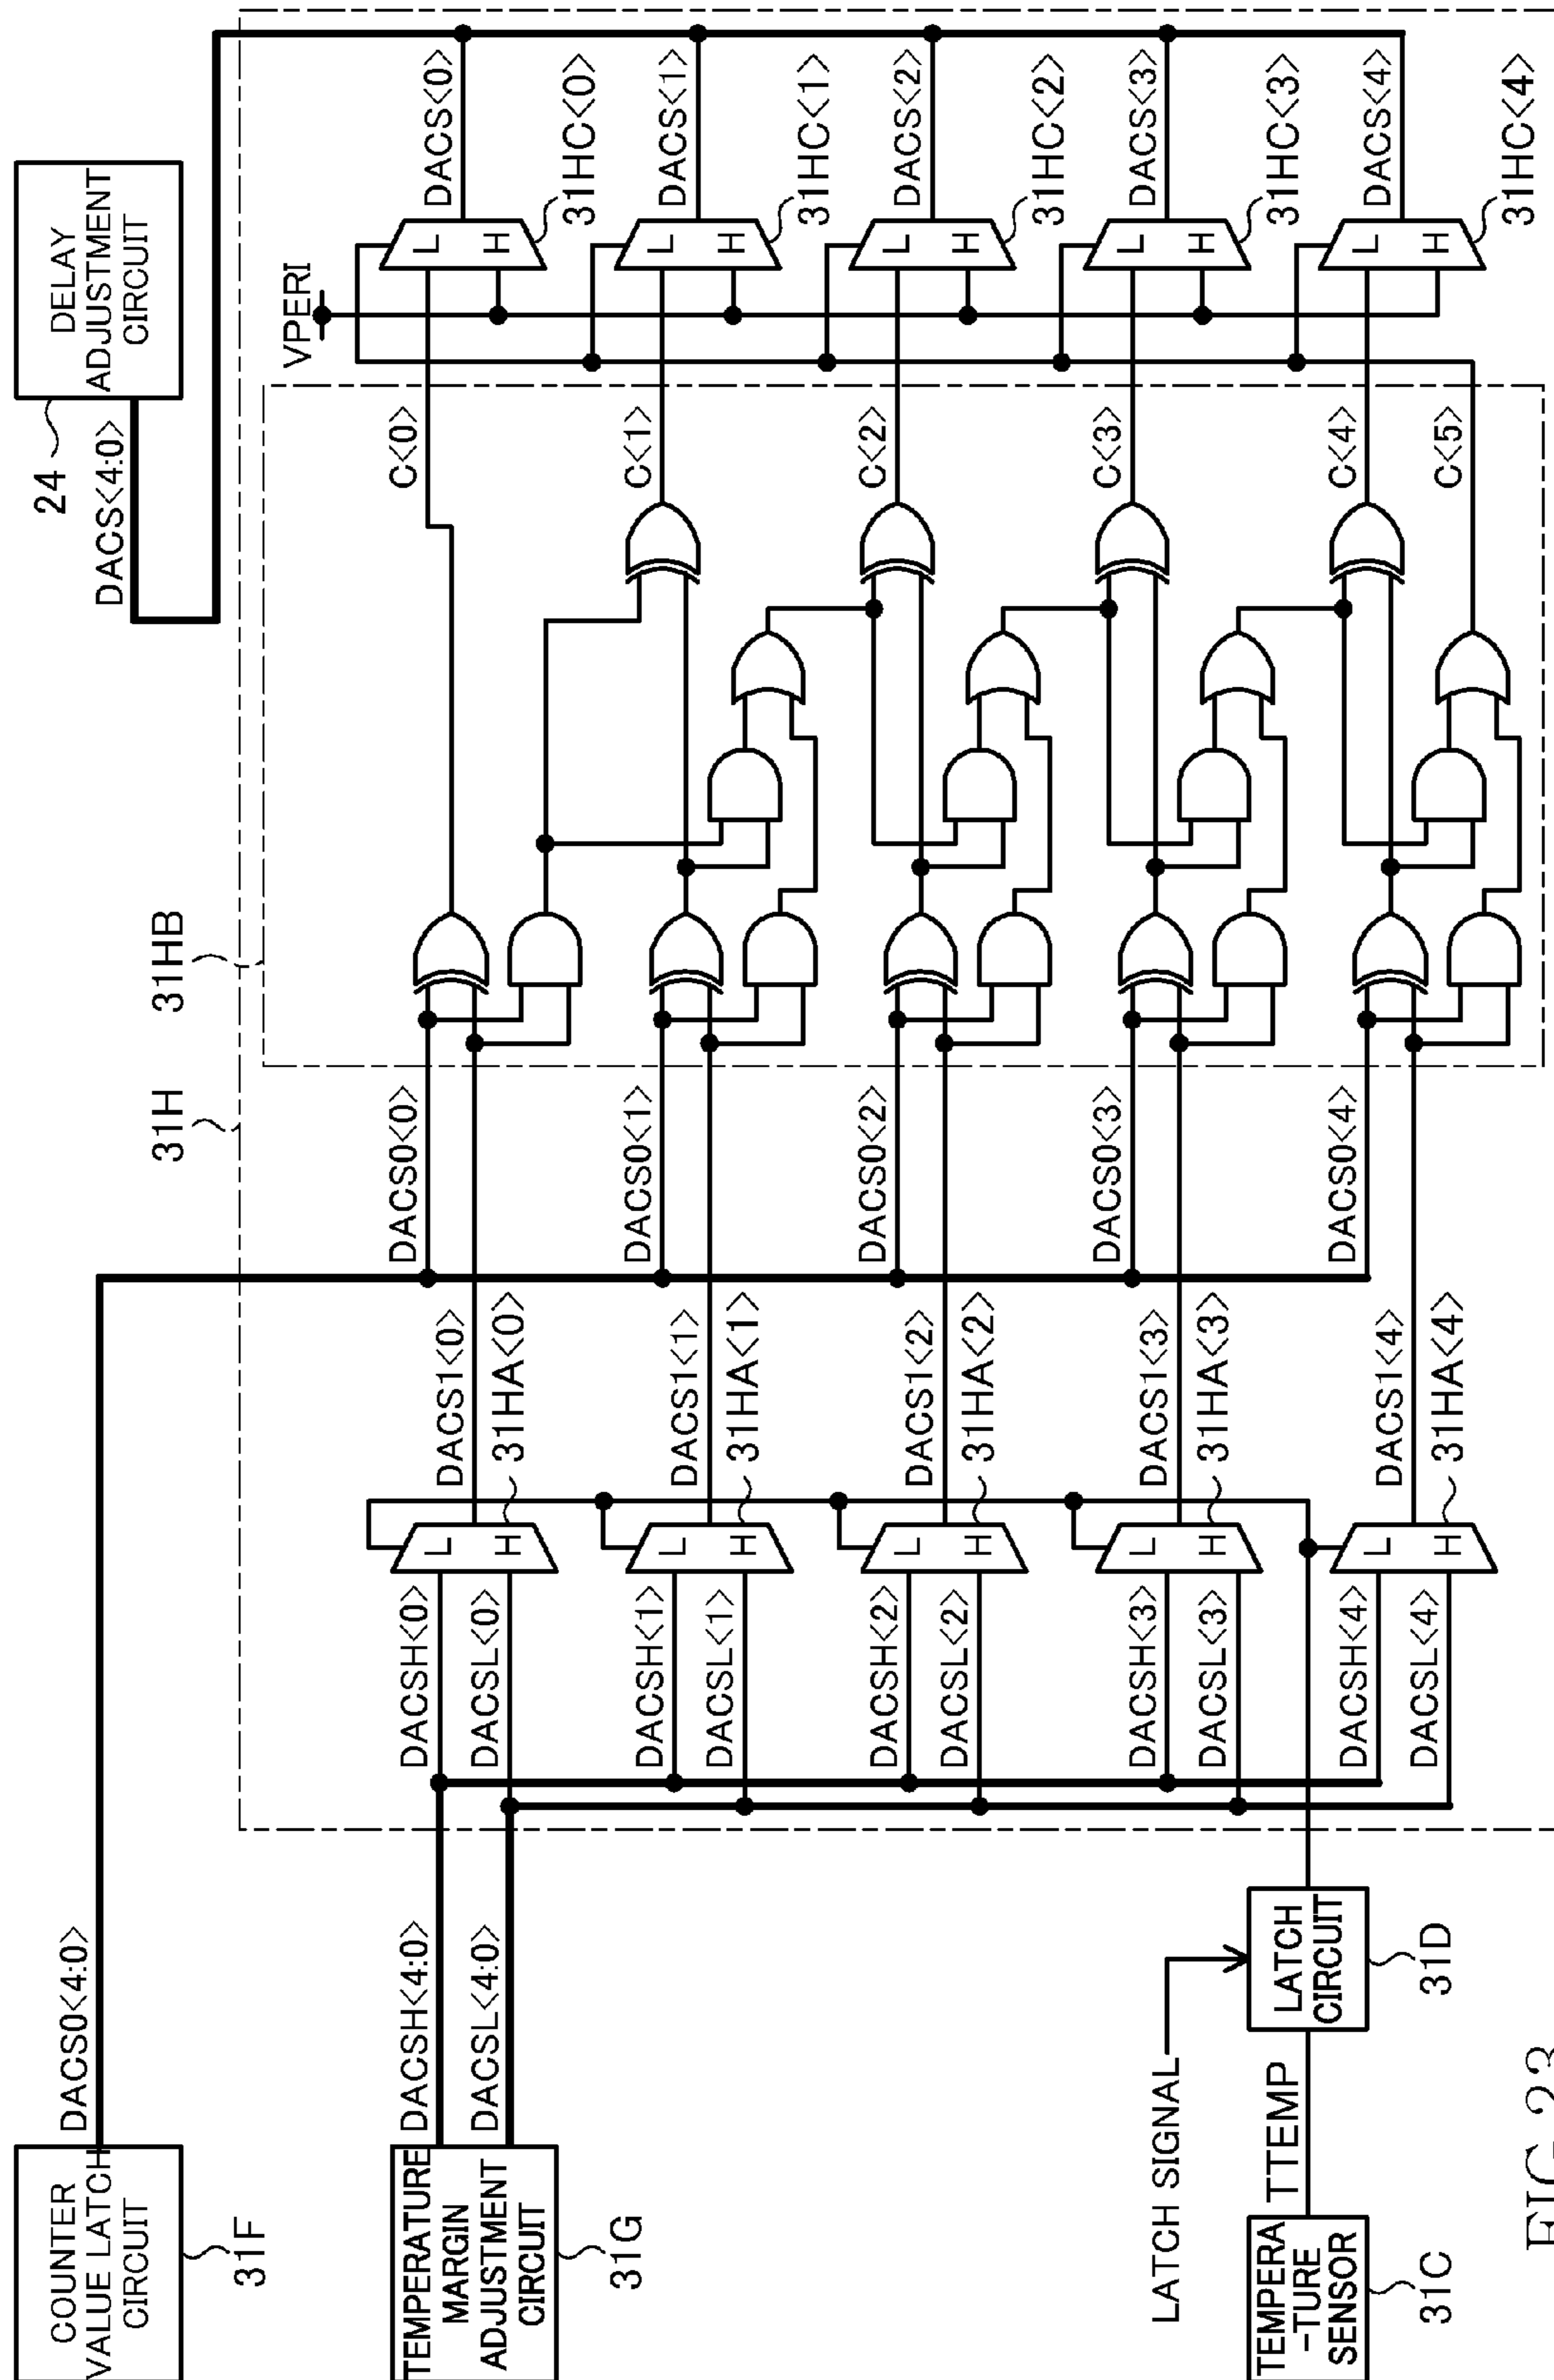 COUNTER
VALUE LATCH
CIRCUIT
31F
DACS0<4:0>
TEMPERATURE
MARGIN
ADJUSTMENT
CIRCUIT
31G
DACSH<4:0>
DACSL<4:0>
TEMPERA
-TURE
SENSOR
31C
TTEMP
LATCH SIGNAL
LATCH
CIRCUIT
31D
31H
31HB
DACSH<0>
DACSL<0>
DACSH<1>
DACSL<1>
DACSH<2>
DACSL<2>
DACSH<3>
DACSL<3>
DACSH<4>
DACSL<4>
L
H
L
H
L
H
L
H
L
H
DACS1<0>
31HA<0>
DACS1<1>
31HA<1>
DACS1<2>
31HA<2>
DACS1<3>
31HA<3>
DACS1<4>
31HA<4>
DACS0<0>
DACS0<1>
DACS0<2>
DACS0<3>
DACS0<4>
C<0>
C<1>
C<2>
C<3>
C<4>
C<5>
VPERI
L
H
L
H
L
H
L
H
L
H
DACS<0>
31HC<0>
DACS<1>
31HC<1>
DACS<2>
31HC<2>
DACS<3>
31HC<3>
DACS<4>
31HC<4>
DELAY
ADJUSTMENT
CIRCUIT
24
DACS<4:0>
FIG.23